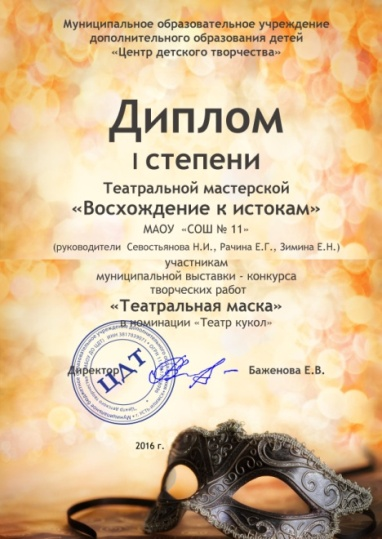 Муниципальное образовательное учреждение
дополнительного образования детей
«Центр детского творчества»
Диплом
I степени
Театральной мастерской
«Восхождение к истокам»
МАОУ «СОШ № 11»
(руководители Севостьянова Н.И., Рачина Е.Г., Зимина Е.Н.)
участникам
муниципальной выставки - конкурса
творческих работ
«Театральная маска»
в номинации «Театр кукол»
Директор Баженова Е.В.
ЦДТ
2016 г.